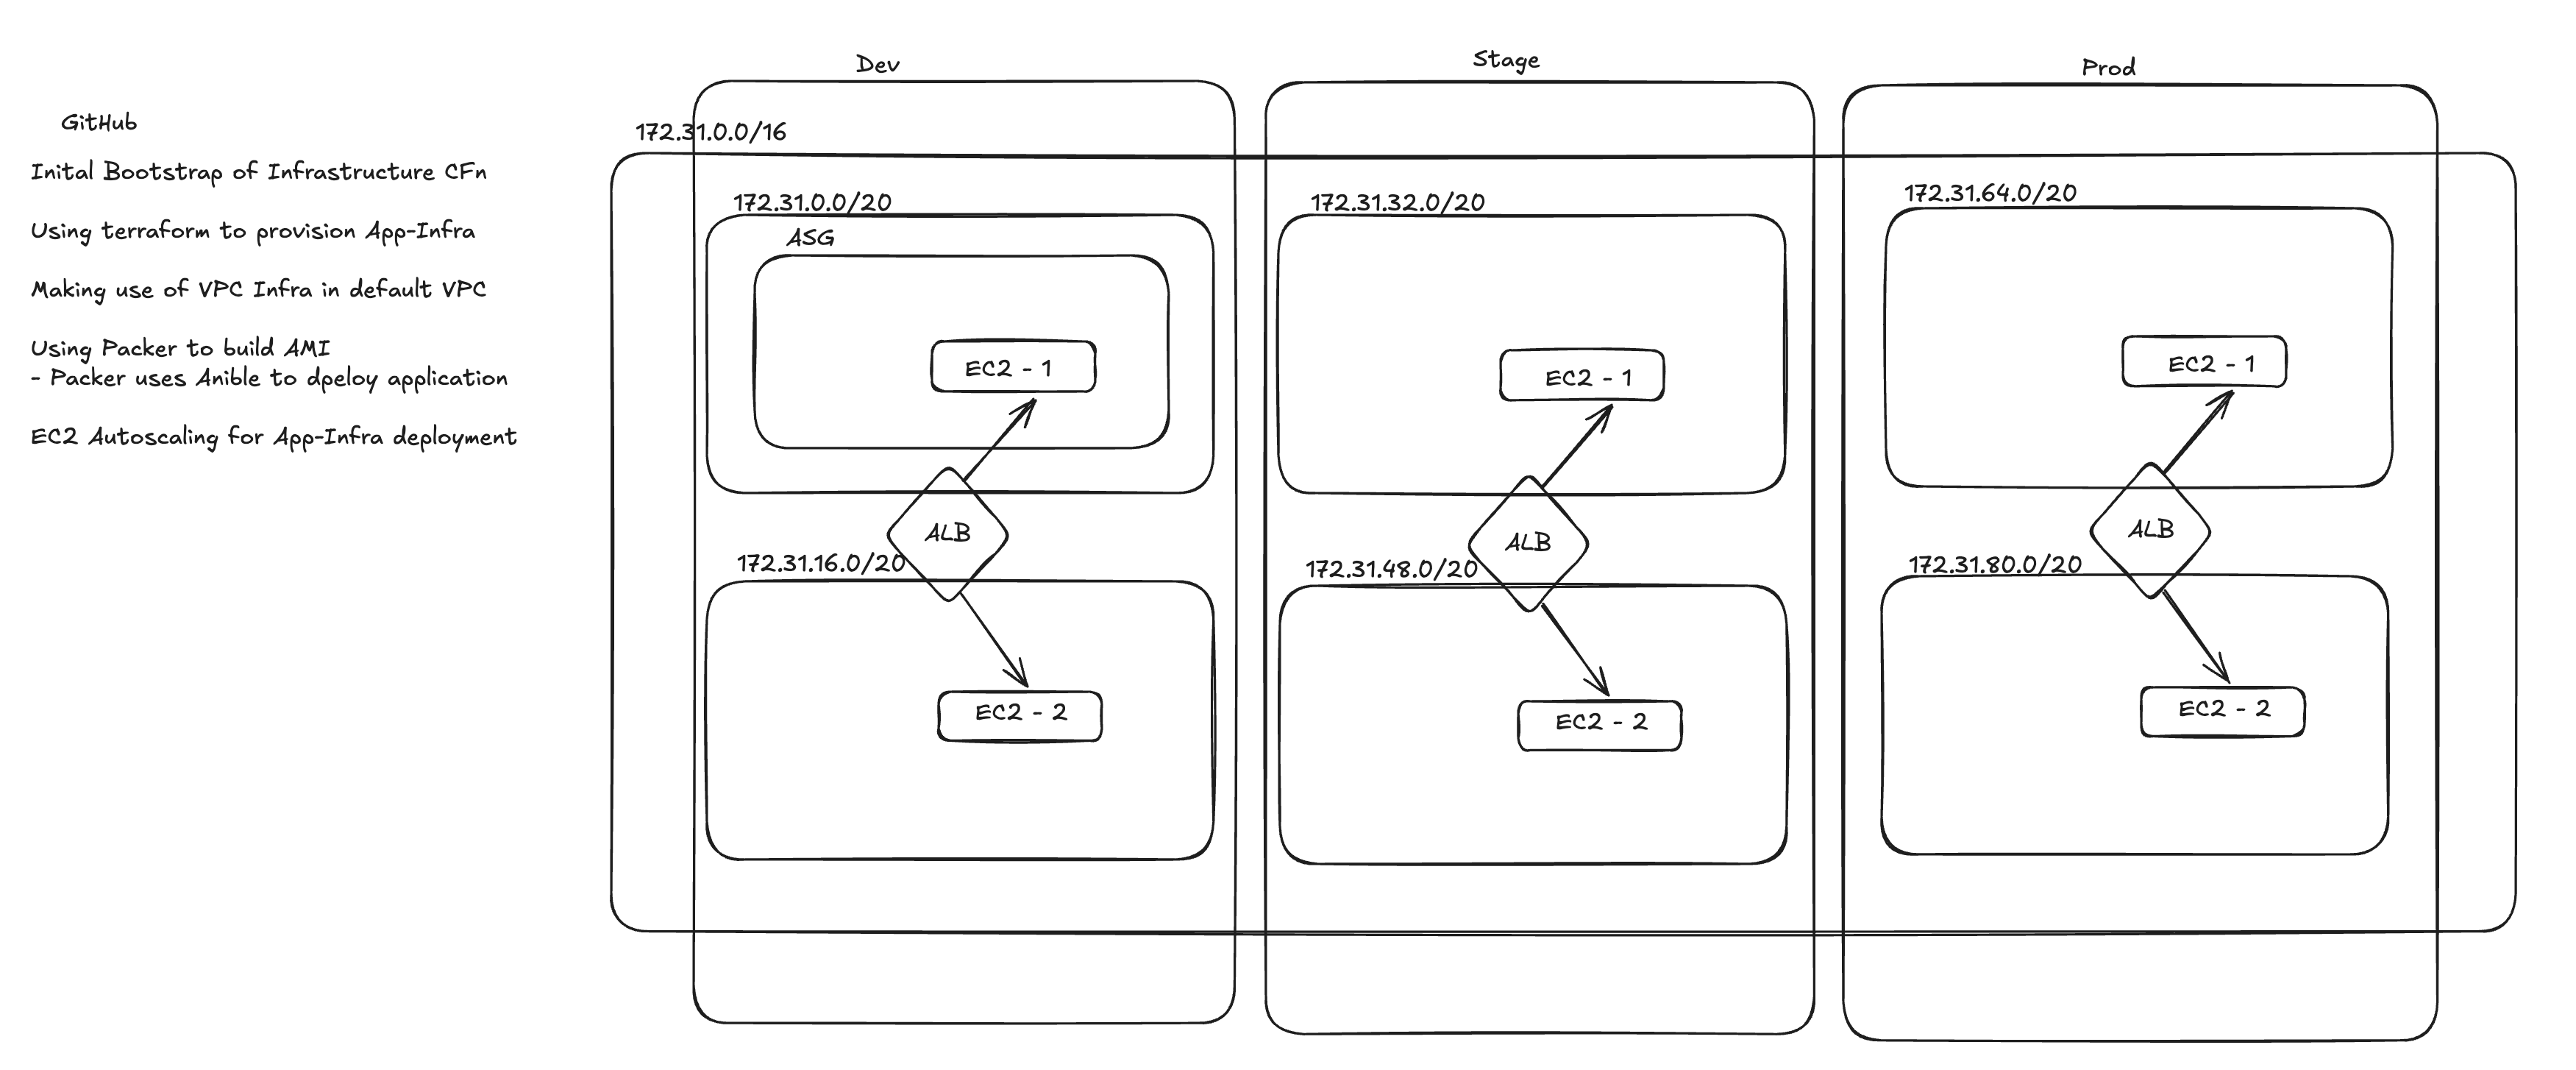 GitHub
Inital Bootstrap of Infrastructure CFn
Using terraform to provision App-Infra
Making use of VPC Infra in default VPC
Using Packer to build AMI
- Packer uses Anible to dpeloy application
EC2 Autoscaling for App-Infra deployment
Dev
172.31.0.0/16
172.31.0.0/20
ASG
EC2 - 1
ALB
172.31.16.0/20
EC2 - 2
Stage
172.31.32.0/20
EC2 - 1
ALB
172.31.48.0/20
EC2 - 2
Prod
172.31.64.0/20
EC2 - 1
ALB
172.31.80.0/20
EC2 - 2